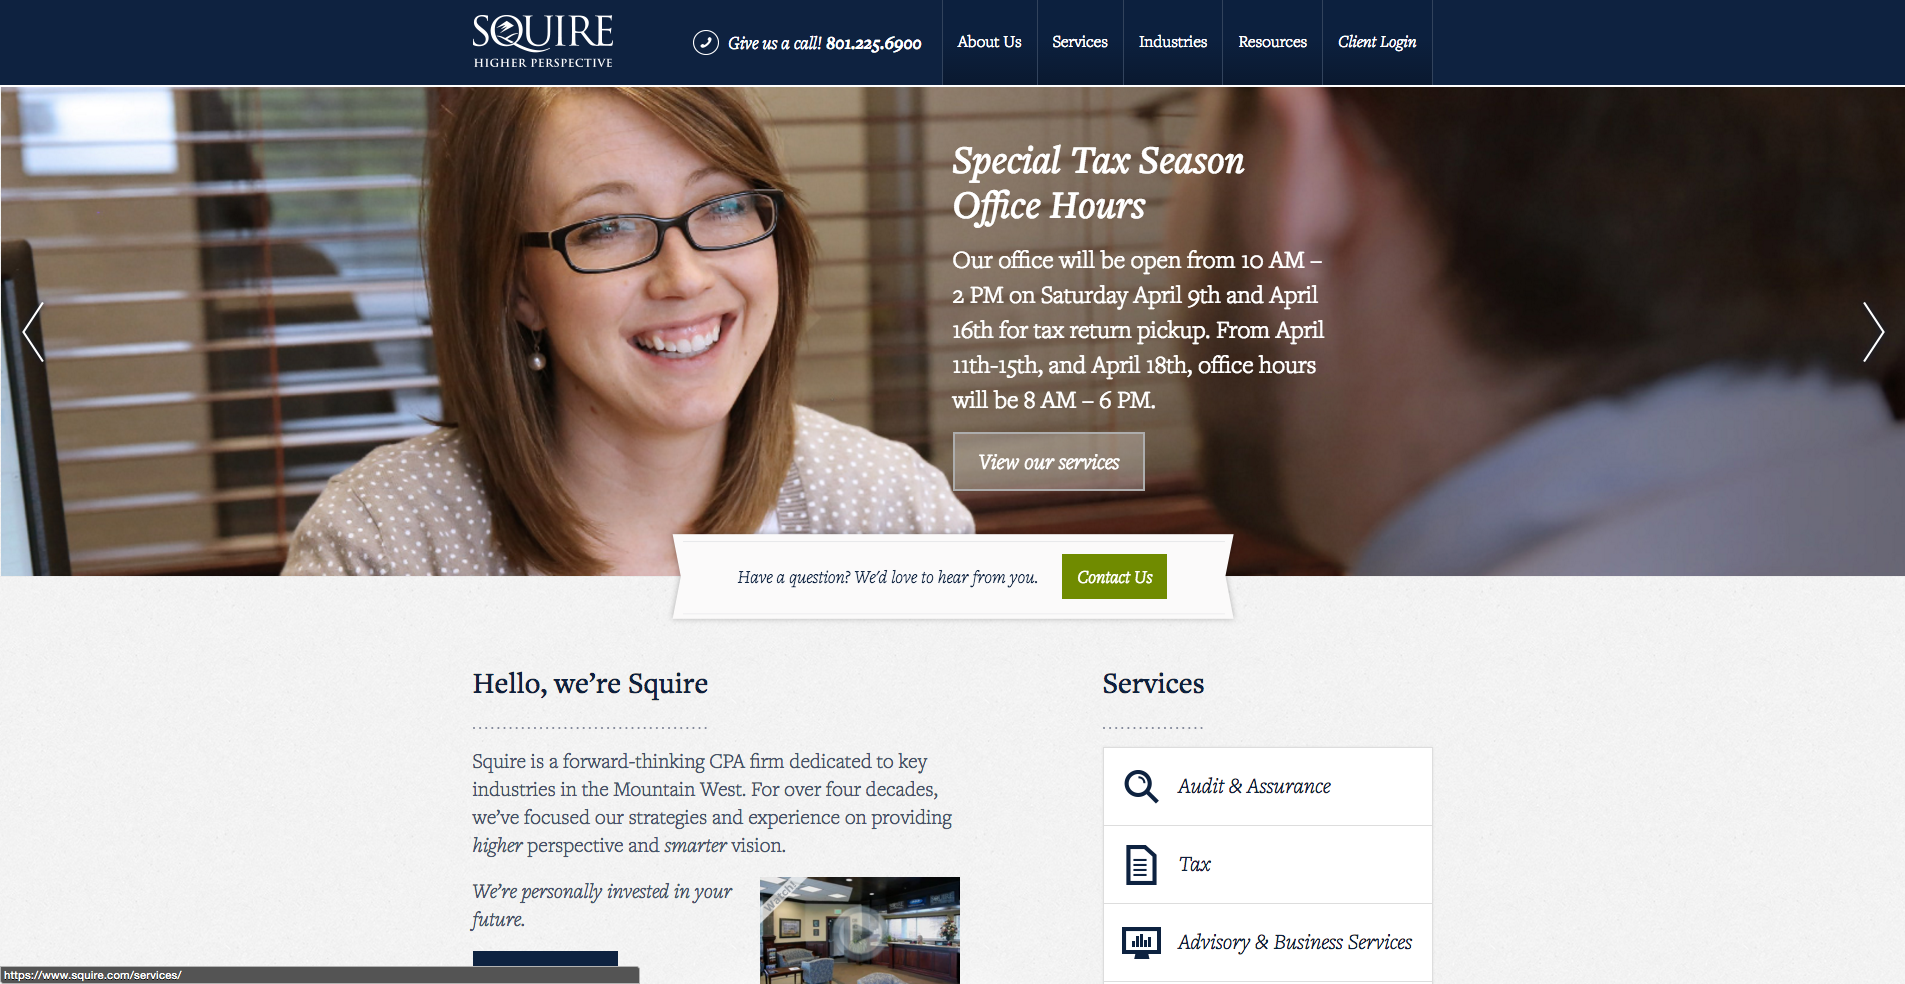 SQUIRE
HIGHER PERSPECTIVE
Give us a call! 801.225.6900
About Us
Services
Industries
Resources
Client Login
Special Tax Season
Office Hours
Our office will be open from 10 AM –
2 PM on Saturday April 9th and April
16th for tax return pickup. From April
11th-15th, and April 18th, office hours
will be 8 AM – 6 PM.
View our services
Have a question? We'd love to hear from you.
Contact Us
Hello, we’re Squire
Squire is a forward-thinking CPA firm dedicated to key
industries in the Mountain West. For over four decades,
we’ve focused our strategies and experience on providing
higher perspective and smarter vision.
We’re personally invested in your
future.
Watch!
Services
Audit & Assurance
Tax
Advisory & Business Services
https://www.squire.com/services/